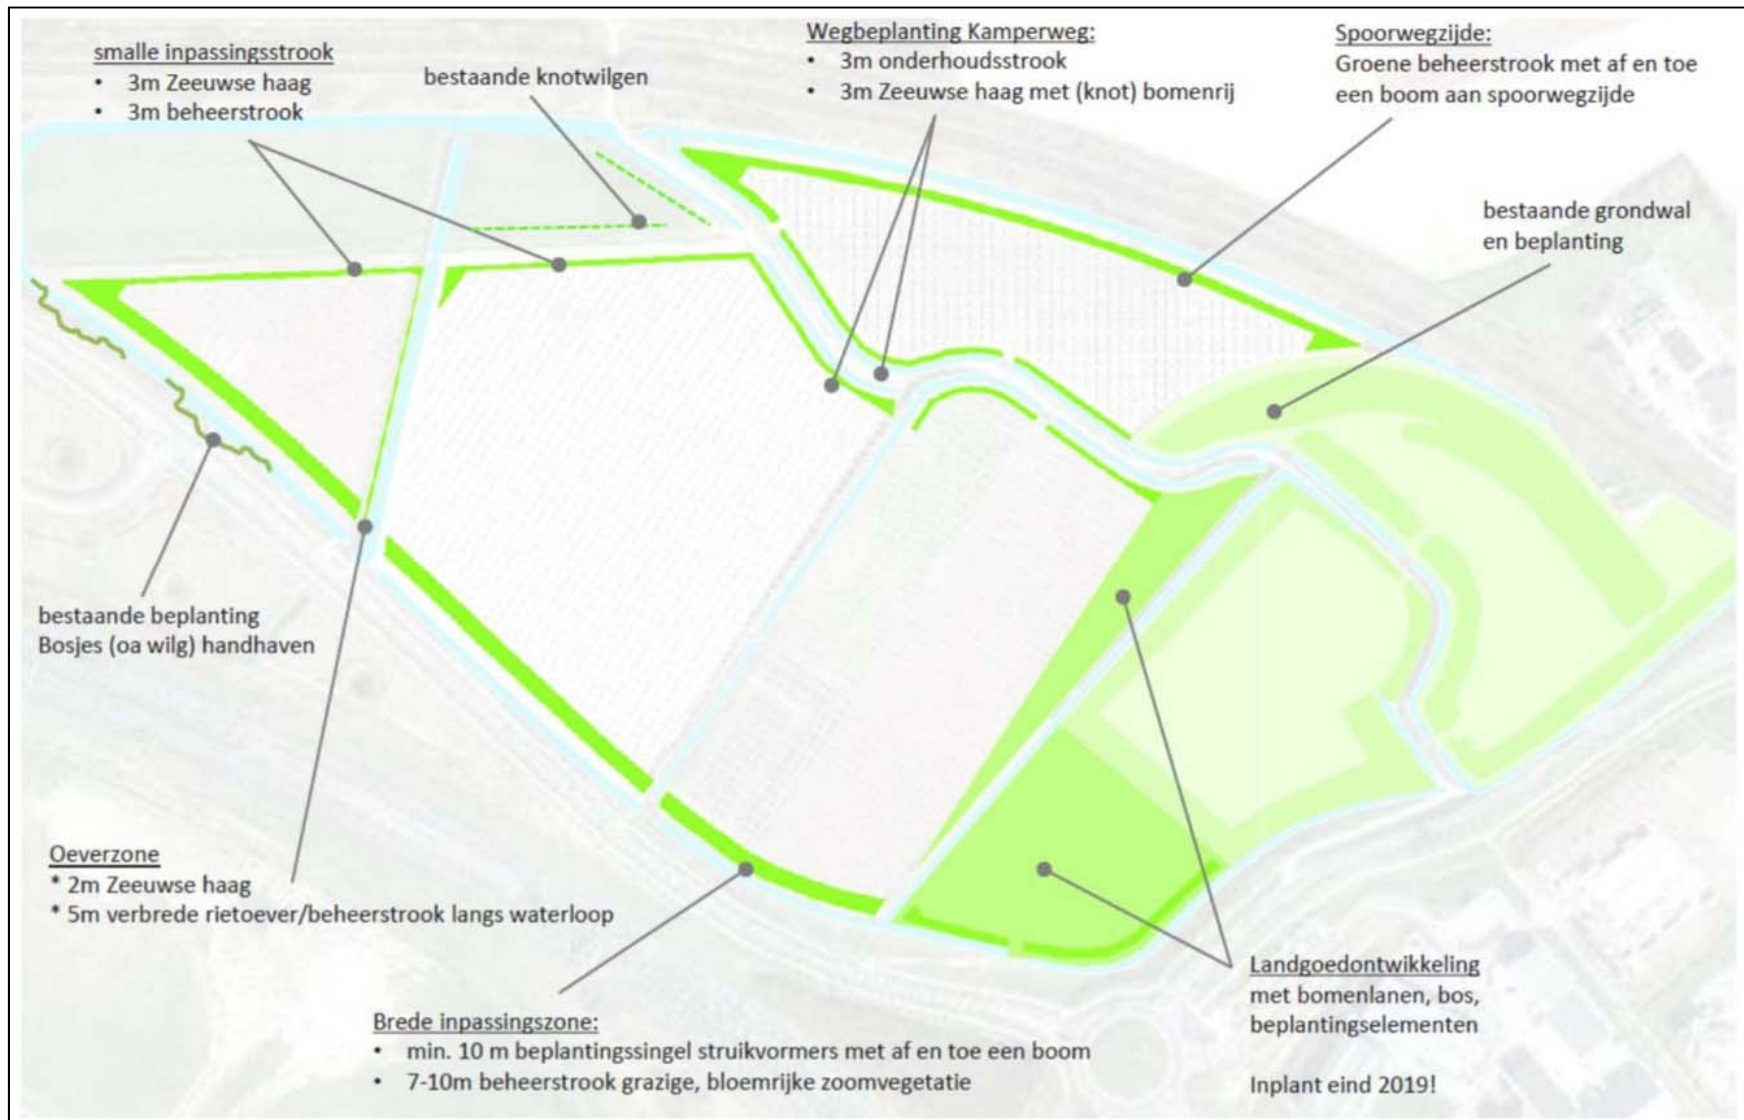 smalle inpassingsstrook
• 3m Zeeuwse haag
• 3m beheerstrook
bestaande knotwilgen
Wegbeplanting Kamperweg:
• 3m onderhoudsstrook
• 3m Zeeuwse haag met (knot) bomenrij
Spoorwegzijde:
Groene beheerstrook met af en toe
een boom aan spoorwegzijde
bestaande grondwal
en beplanting
bestaande beplanting
Bosjes (oa wilg) handhaven
Oeverzone
* 2m Zeeuwse haag
* 5m verbrede rietoever/beheerstrook langs waterloop
Brede inpassingszone:
• min. 10 m beplantingssingel struikvormers met af en toe een boom
• 7-10m beheerstrook grazige, bloemrijke zoomvegetatie
Landgoedontwikkeling
met bomenlanen, bos,
beplantingselementen
Inplant eind 2019!